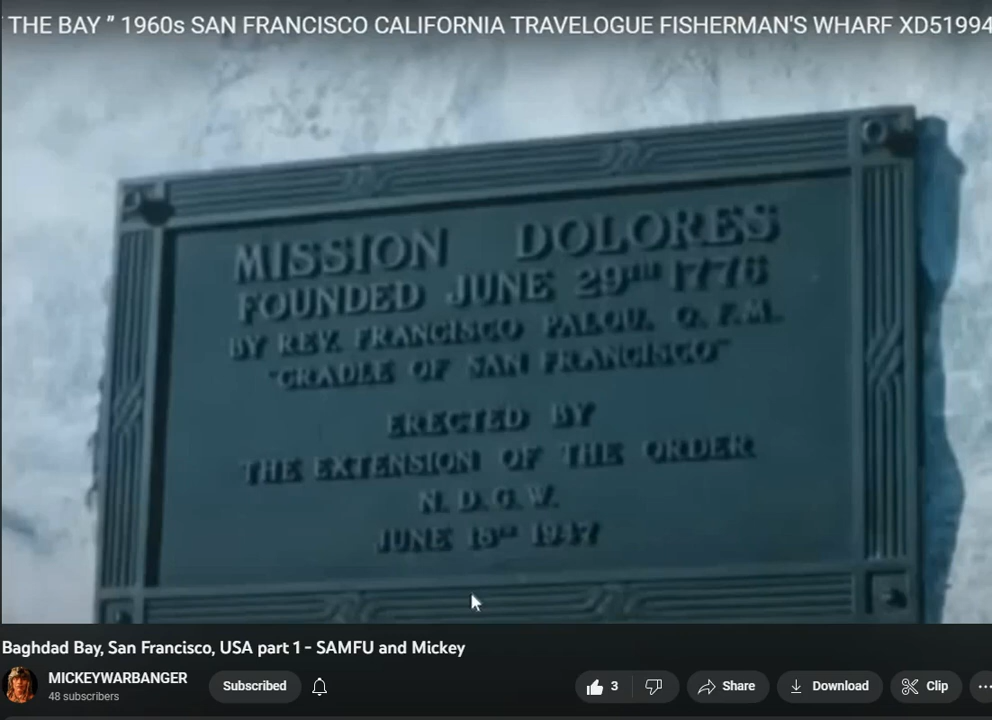 THE BAY ” 1960s SAN FRANCISCO CALIFORNIA TRAVELOGUE FISHERMAN'S WHARF XD51994
MISSION DOLORES
FOUNDED JUNE 29TH 1776
BY REV. FRANCISCO PALOU. O.F.M.
"CRADLE OF SAN FRANCISCO"
ERECTED BY
THE EXTENSION OF THE ORDER
N. D. G. W.
JUNE 15TH 1947
Baghdad Bay, San Francisco, USA part 1 - SAMFU and Mickey
MICKEYWARBANGER
48 subscribers
Subscribed
3
Share
Download
Clip